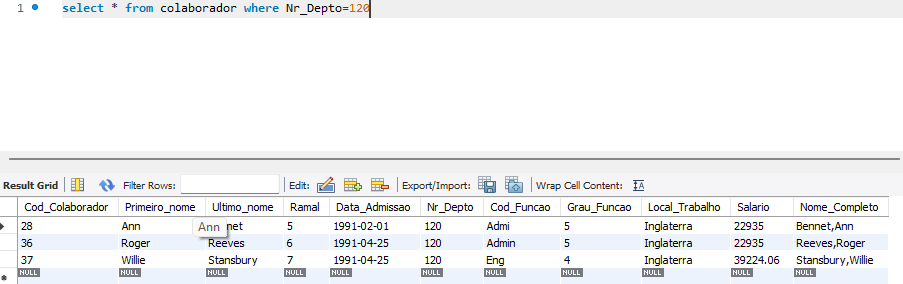 1 select * from colaborador where Nr_Depto=120
Result Grid Filter Rows: Edit: Export/Import: Wrap Cell Content:
Cod_Colaborador Primeiro_nome Ultimo_nome Ramal Data_Admissao Nr_Depto Cod_Funcao Grau_Funcao Local_Trabalho Salario Nome_Completo
28 Ann Ann 5 1991-02-01 120 Admi 5 Inglaterra 22935 Bennet,Ann
36 Roger Reeves 6 1991-04-25 120 Admin 5 Inglaterra 22935 Reeves,Roger
37 Willie Stansbury 7 1991-04-25 120 Eng 4 Inglaterra 39224.06 Stansbury,Willie
NULL NULL NULL NULL NULL NULL NULL NULL NULL NULL NULL